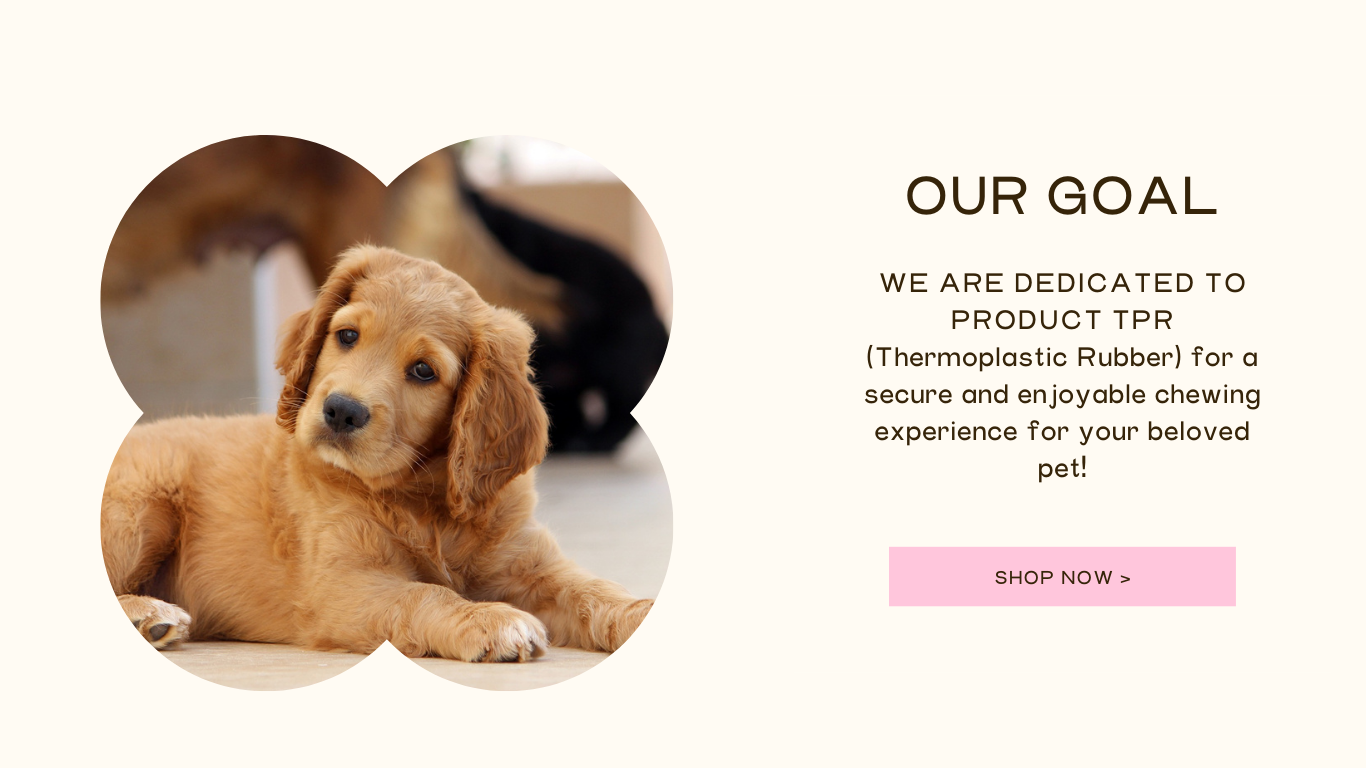 OUR GOAL
WE ARE DEDICATED TO
PRODUCT TPR
(Thermoplastic Rubber) for a
secure and enjoyable chewing
experience for your beloved
pet!
SHOP NOW >